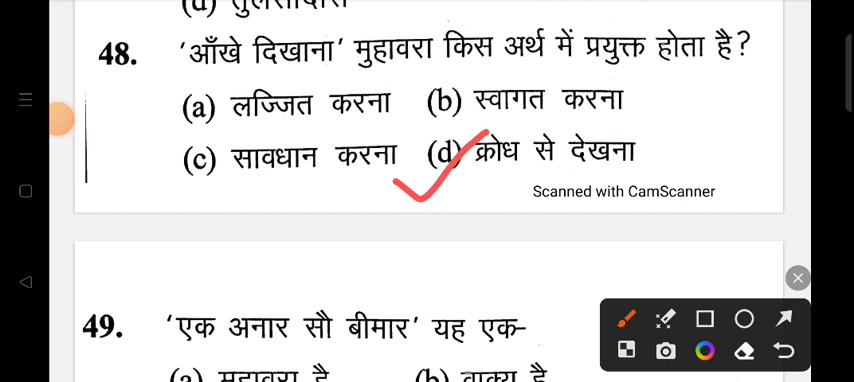 48. 'आँखे दिखाना' मुहावरा किस अर्थ में प्रयुक्त होता है?
(a) लज्जित करना (b) स्वागत करना
(c) सावधान करना (d) क्रोध से देखना
Scanned with CamScanner
49. 'एक अनार सौ बीमार' यह एक-
(a) मुहावरा है (b) वाक्य है